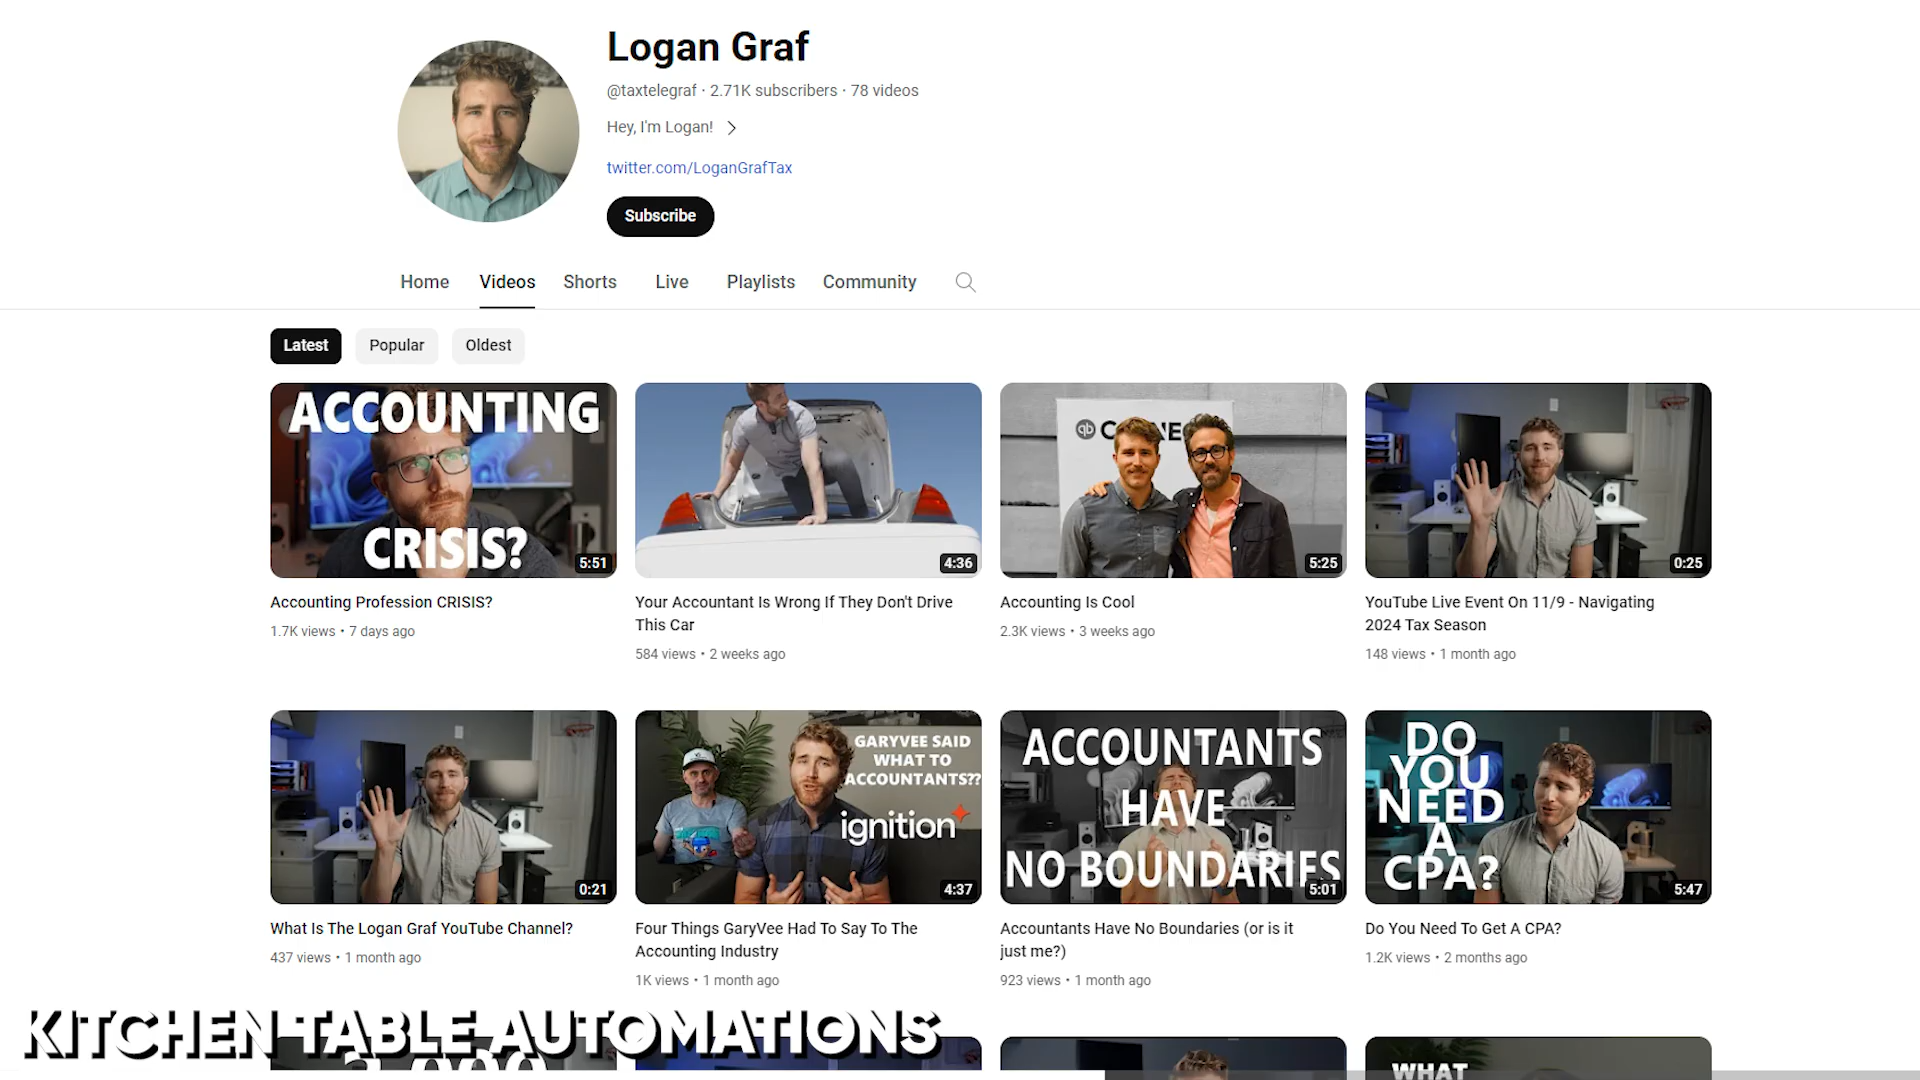 Logan Graf
@taxtelegraf · 2.71K subscribers · 78 videos
Hey, I'm Logan!
twitter.com/LoganGrafTax
Subscribe
Home Videos Shorts Live Playlists Community
Latest Popular Oldest
ACCOUNTING
CRISIS?
5:51
4:36
qb
5:25
0:25
Accounting Profession CRISIS?
1.7K views • 7 days ago
Your Accountant Is Wrong If They Don't Drive
This Car
584 views • 2 weeks ago
Accounting Is Cool
2.3K views • 3 weeks ago
YouTube Live Event On 11/9 - Navigating
2024 Tax Season
148 views • 1 month ago
0:21
GARYVEE SAID
WHAT TO
ACCOUNTANTS??
ignition
4:37
ACCOUNTANTS
HAVE
NO BOUNDARIES
5:01
DO
YOU
NEED
A
CPA?
5:47
What Is The Logan Graf YouTube Channel?
437 views • 1 month ago
Four Things GaryVee Had To Say To The
Accounting Industry
1K views • 1 month ago
Accountants Have No Boundaries (or is it
just me?)
923 views • 1 month ago
Do You Need To Get A CPA?
1.2K views • 2 months ago
KITCHEN TABLE AUTOMATIONS
WHAT